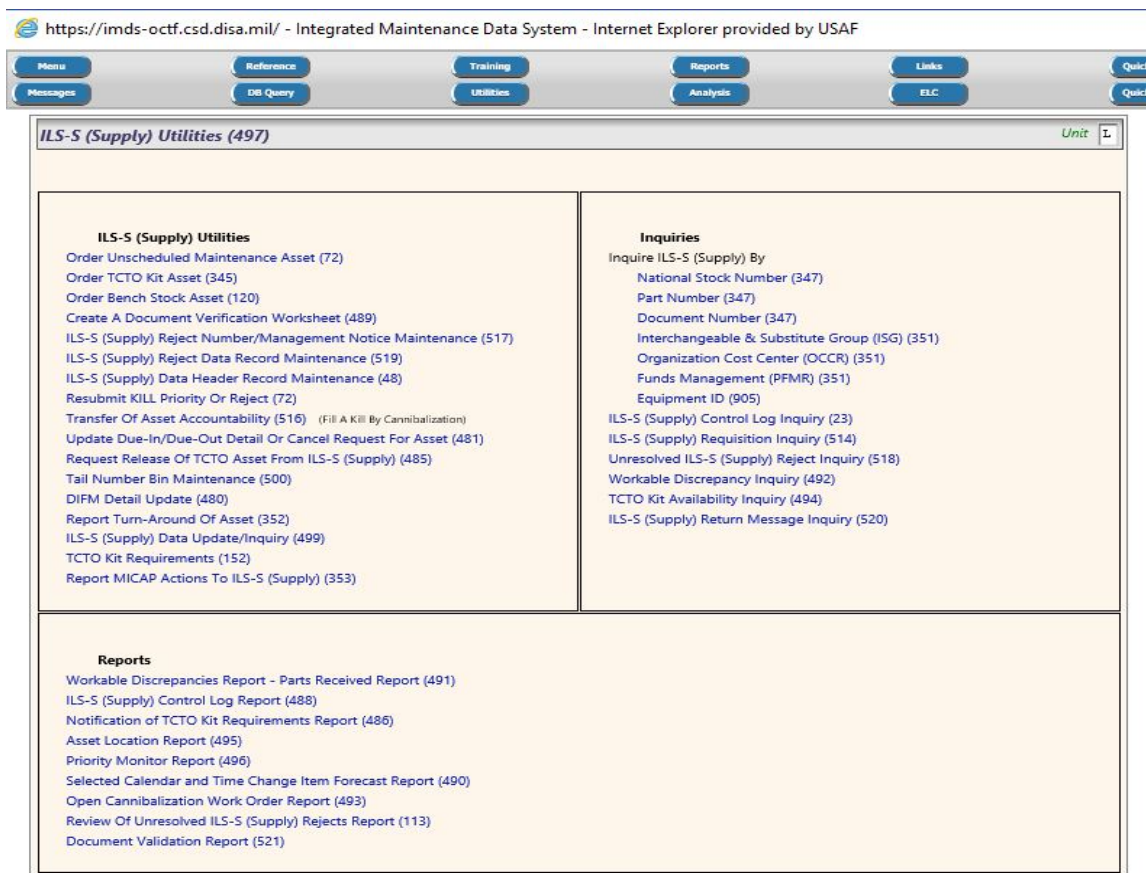 https://imds-octf.csd.disa.mil/ - Integrated Maintenance Data System - Internet Explorer provided by USAF
Menu Reference Training Reports Links Quic
Messages DB Query Utilities Analysis ELC Quic
ILS-S (Supply) Utilities (497) Unit L
ILS-S (Supply) Utilities
Order Unscheduled Maintenance Asset (72)
Order TCTO Kit Asset (345)
Order Bench Stock Asset (120)
Create A Document Verification Worksheet (489)
ILS-S (Supply) Reject Number/Management Notice Maintenance (517)
ILS-S (Supply) Reject Data Record Maintenance (519)
ILS-S (Supply) Data Header Record Maintenance (48)
Resubmit KILL Priority Or Reject (72)
Transfer Of Asset Accountability (516) (Fill A Kill By Cannibalization)
Update Due-In/Due-Out Detail Or Cancel Request For Asset (481)
Request Release Of TCTO Asset From ILS-S (Supply) (485)
Tail Number Bin Maintenance (500)
DIFM Detail Update (480)
Report Turn-Around Of Asset (352)
ILS-S (Supply) Data Update/Inquiry (499)
TCTO Kit Requirements (152)
Report MICAP Actions To ILS-S (Supply) (353)
Inquiries
Inquire ILS-S (Supply) By
National Stock Number (347)
Part Number (347)
Document Number (347)
Interchangeable & Substitute Group (ISG) (351)
Organization Cost Center (OCCR) (351)
Funds Management (PFMR) (351)
Equipment ID (905)
ILS-S (Supply) Control Log Inquiry (23)
ILS-S (Supply) Requisition Inquiry (514)
Unresolved ILS-S (Supply) Reject Inquiry (518)
Workable Discrepancy Inquiry (492)
TCTO Kit Availability Inquiry (494)
ILS-S (Supply) Return Message Inquiry (520)
Reports
Workable Discrepancies Report - Parts Received Report (491)
ILS-S (Supply) Control Log Report (488)
Notification of TCTO Kit Requirements Report (486)
Asset Location Report (495)
Priority Monitor Report (496)
Selected Calendar and Time Change Item Forecast Report (490)
Open Cannibalization Work Order Report (493)
Review Of Unresolved ILS-S (Supply) Rejects Report (113)
Document Validation Report (521)